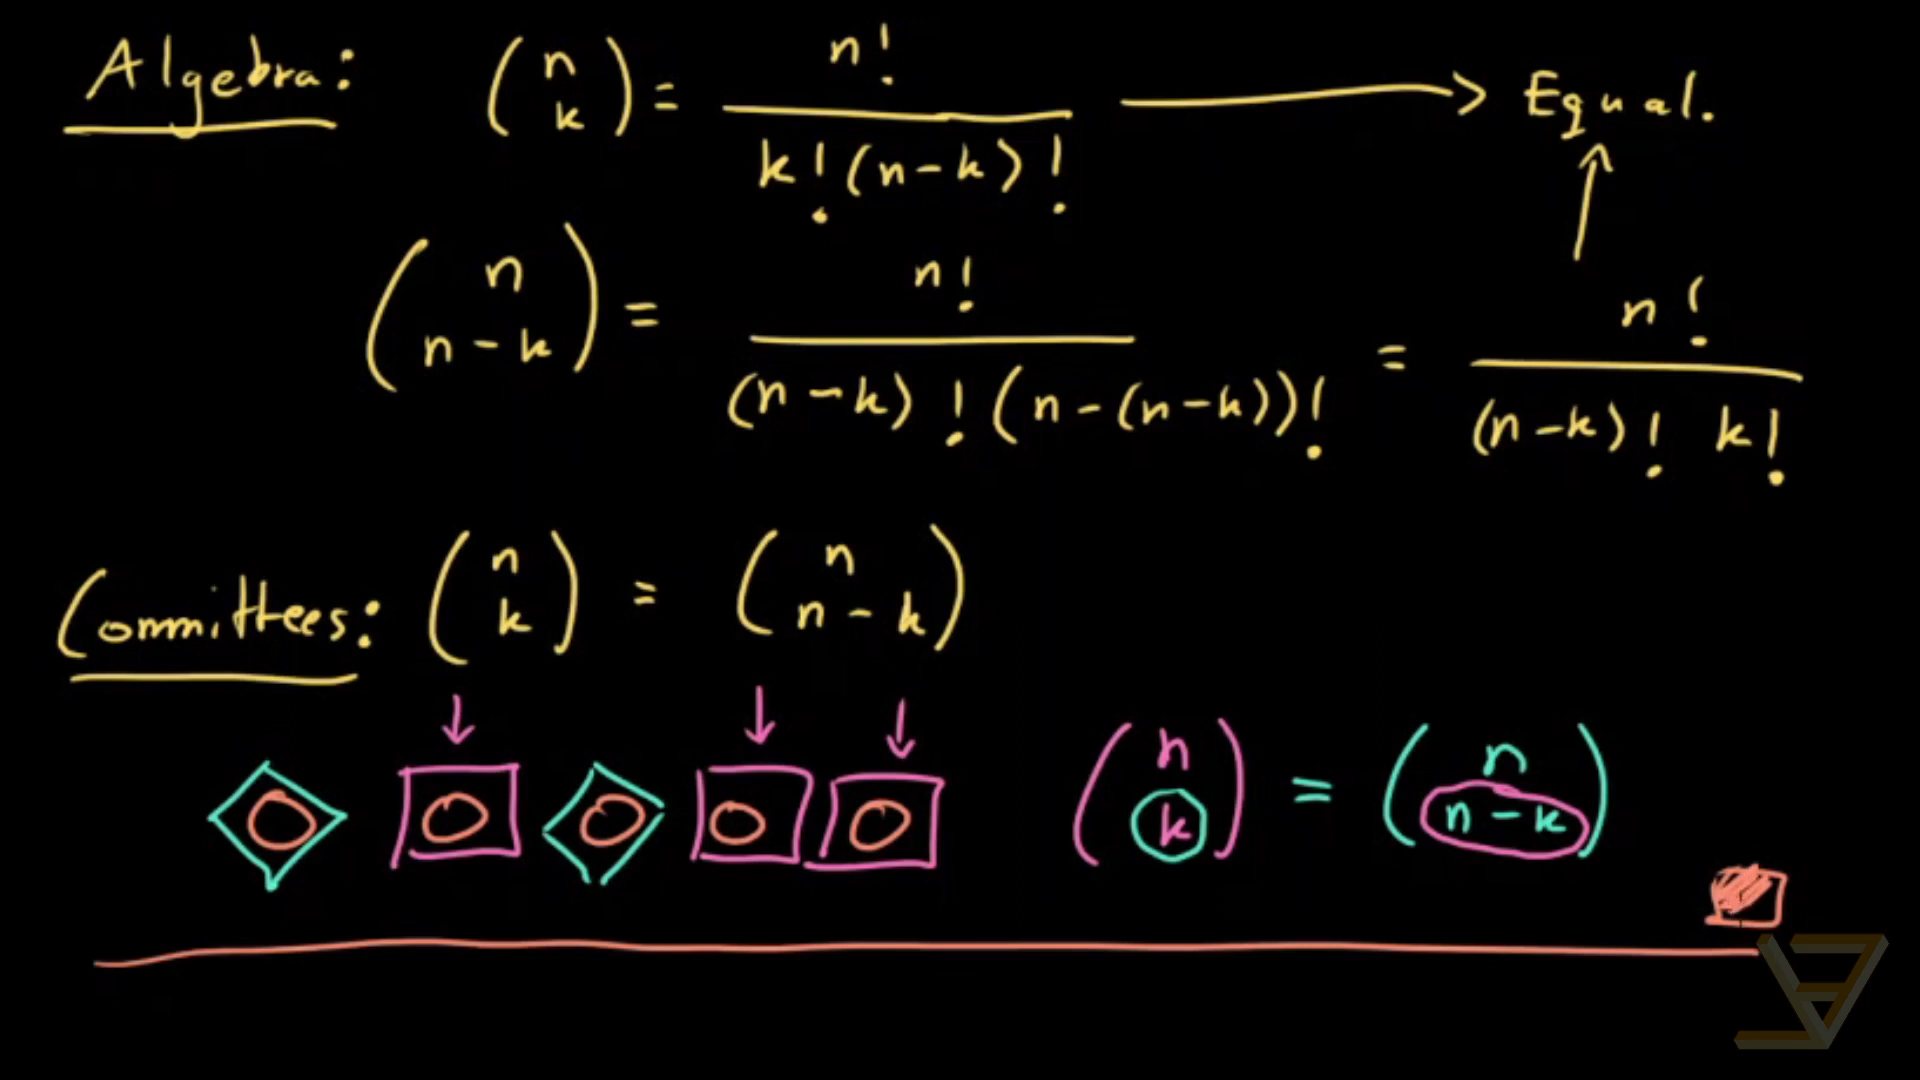 Algebra: (n k) = n! / k!(n-k)! → Equal.
(n n-k) = n! / (n-k)!(n-(n-k))! = n! / (n-k)! k!
Committees: (n k) = (n n-k)
(n k) = (n n-k)